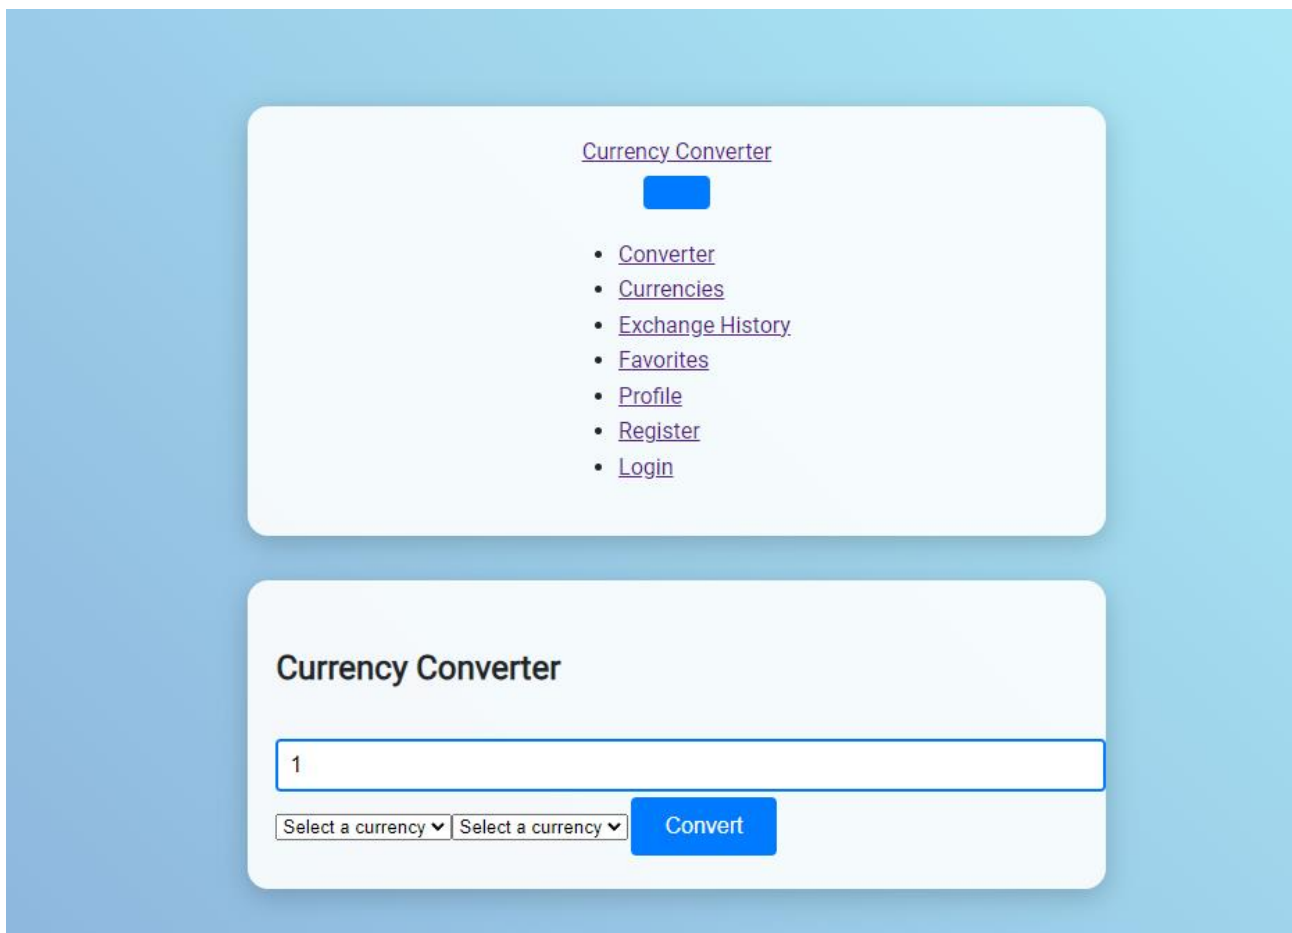 Currency Converter
Converter
Currencies
Exchange History
Favorites
Profile
Register
Login
Currency Converter
1
Select a currency Select a currency Convert